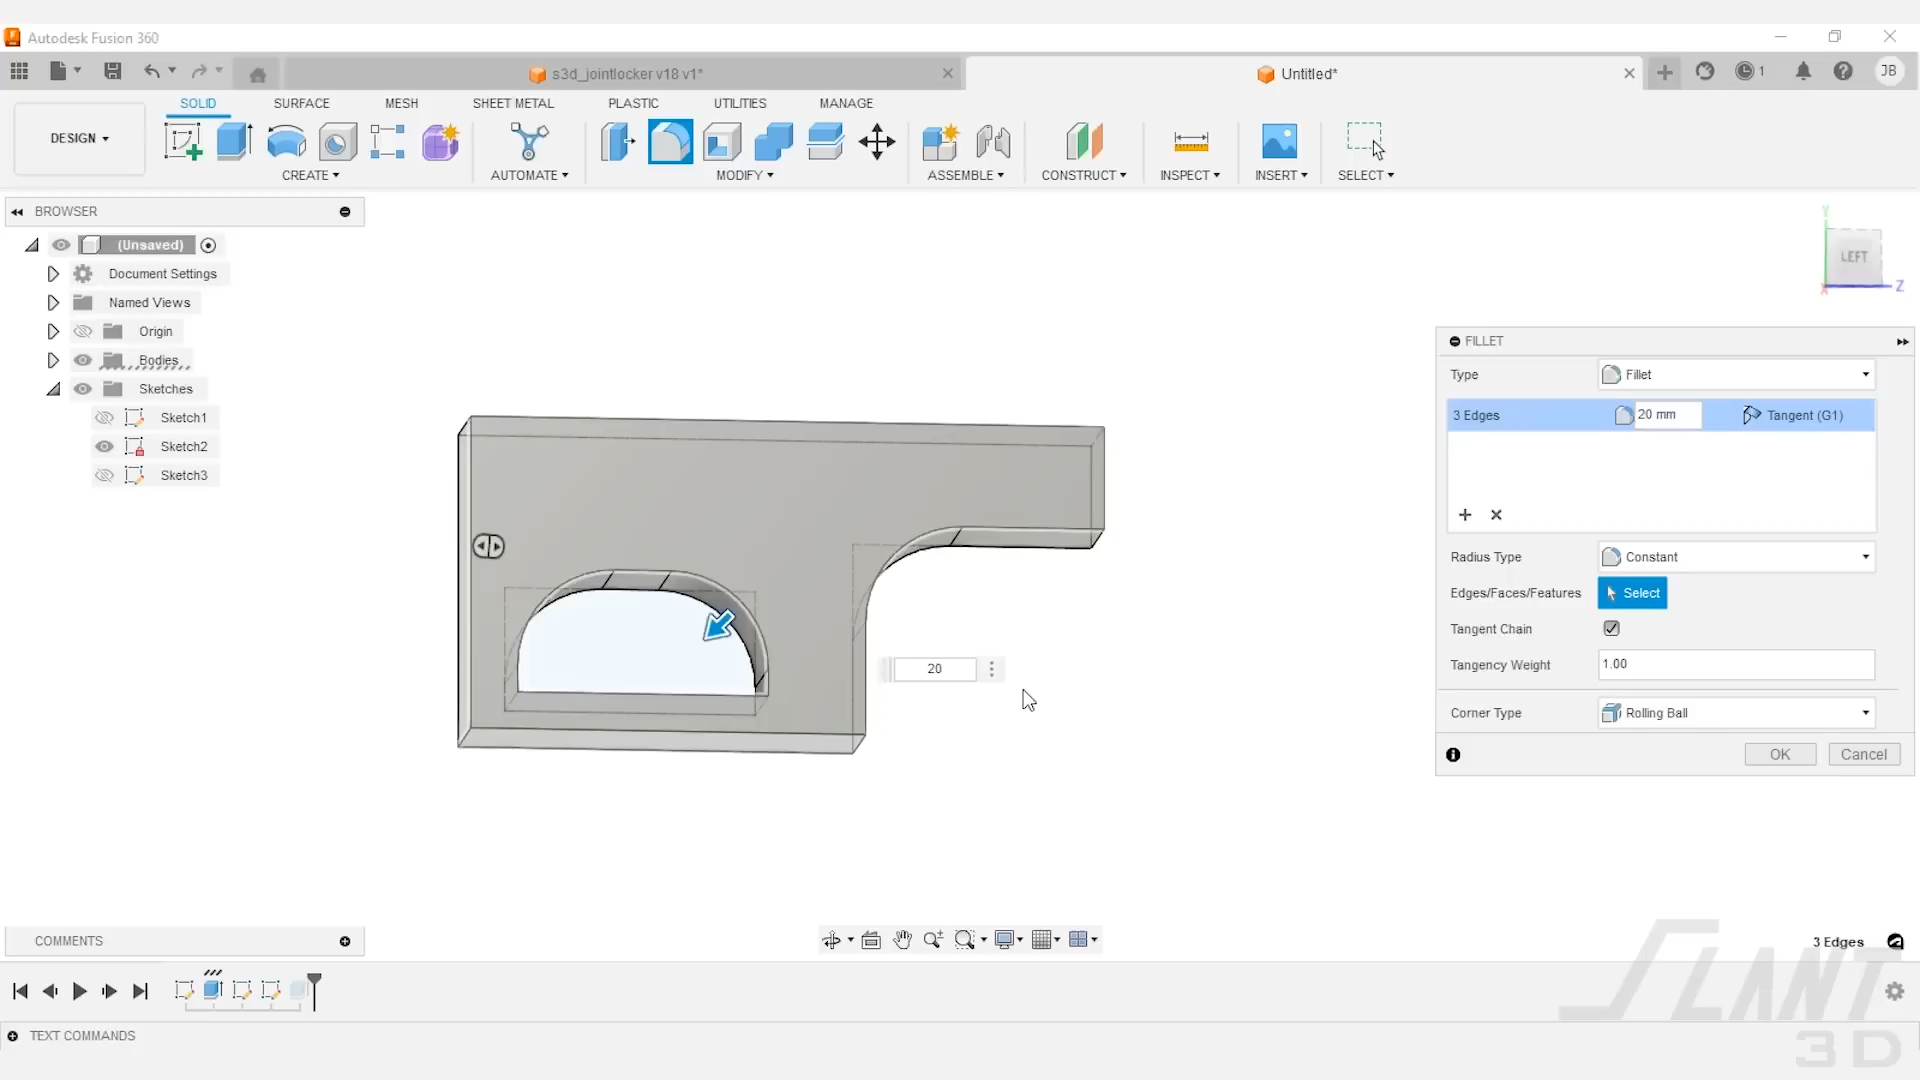 Autodesk Fusion 360
s3d_jointlocker v18 v1*
Untitled*
1
JB
DESIGN
SOLID
SURFACE
MESH
SHEET METAL
PLASTIC
UTILITIES
MANAGE
CREATE
AUTOMATE
MODIFY
ASSEMBLE
CONSTRUCT
INSPECT
INSERT
SELECT
BROWSER
(Unsaved)
Document Settings
Named Views
Origin
Bodies
Sketches
Sketch1
Sketch2
Sketch3
Y
LEFT
X
Z
FILLET
Type
Fillet
3 Edges
20 mm
Tangent (G1)
Radius Type
Constant
Edges/Faces/Features
Select
Tangent Chain
Tangency Weight
1.00
Corner Type
Rolling Ball
OK
Cancel
20
COMMENTS
3 Edges
TEXT COMMANDS
SLANT
3D